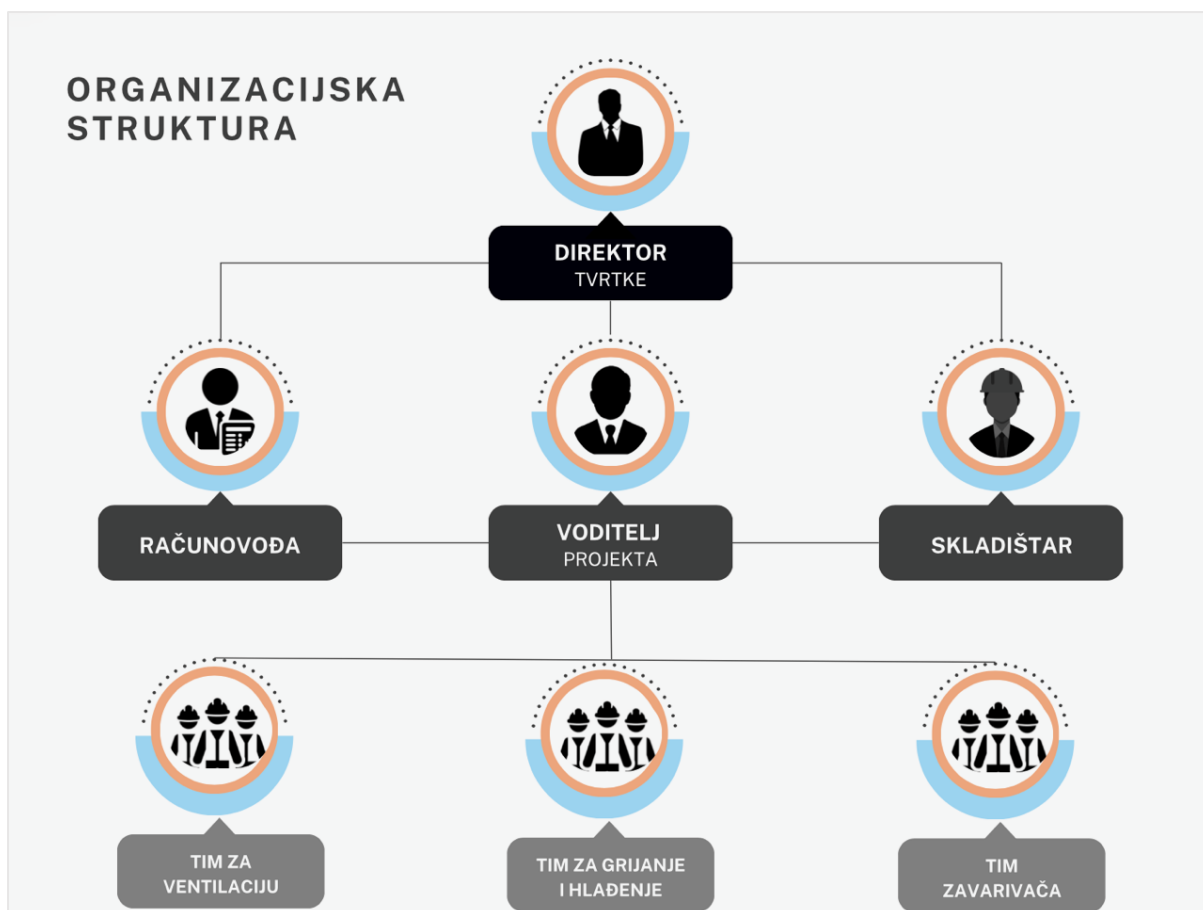 ORGANIZACIJSKA
STRUKTURA
DIREKTOR
TVRTKE
RAČUNOVOĐA
VODITELJ
PROJEKTA
SKLADIŠTAR
TIM ZA
VENTILACIJU
TIM ZA GRIJANJE
I HLAĐENJE
TIM
ZAVARIVAČA